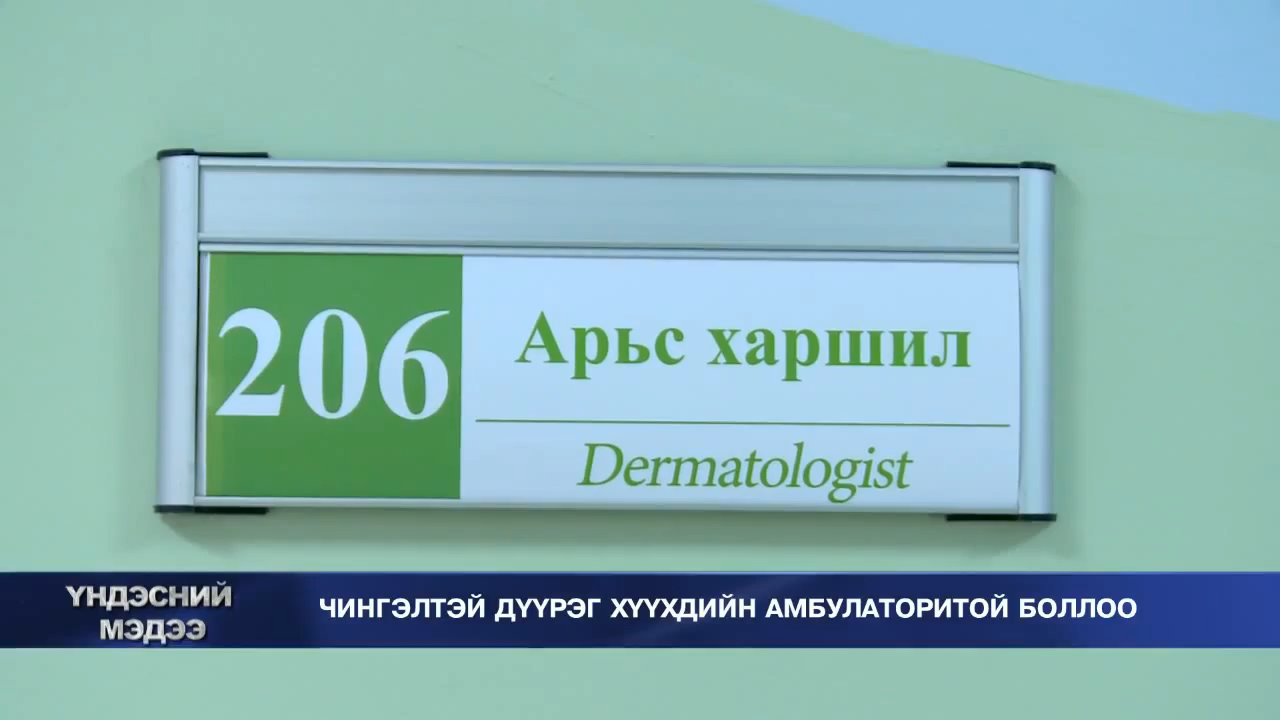 206
Арьс харшил
Dermatologist
ҮНДЭСНИЙ
МЭДЭЭ
ЧИНГЭЛТЭЙ ДҮҮРЭГ ХҮҮХДИЙН АМБУЛАТОРИТОЙ БОЛЛОО